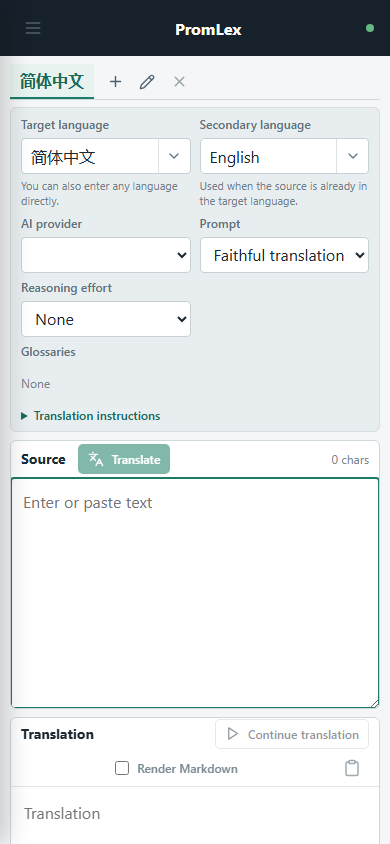 PromLex
简体中文
Target language
Secondary language
简体中文
English
You can also enter any language
directly.
Used when the source is already in
the target language.
AI provider
Prompt
Faithful translation
Reasoning effort
None
Glossaries
None
Translation instructions
Source
Translate
0 chars
Enter or paste text
Translation
Continue translation
Render Markdown
Translation